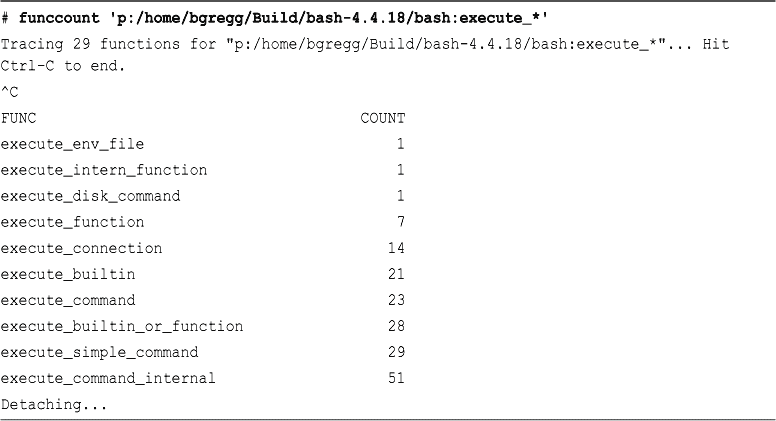 # funccount 'p:/home/bgregg/Build/bash-4.4.18/bash:execute_*'
Tracing 29 functions for "p:/home/bgregg/Build/bash-4.4.18/bash:execute_*"... Hit
Ctrl-C to end.
^C
FUNC COUNT
execute_env_file 1
execute_intern_function 1
execute_disk_command 1
execute_function 7
execute_connection 14
execute_builtin 21
execute_command 23
execute_builtin_or_function 28
execute_simple_command 29
execute_command_internal 51
Detaching...